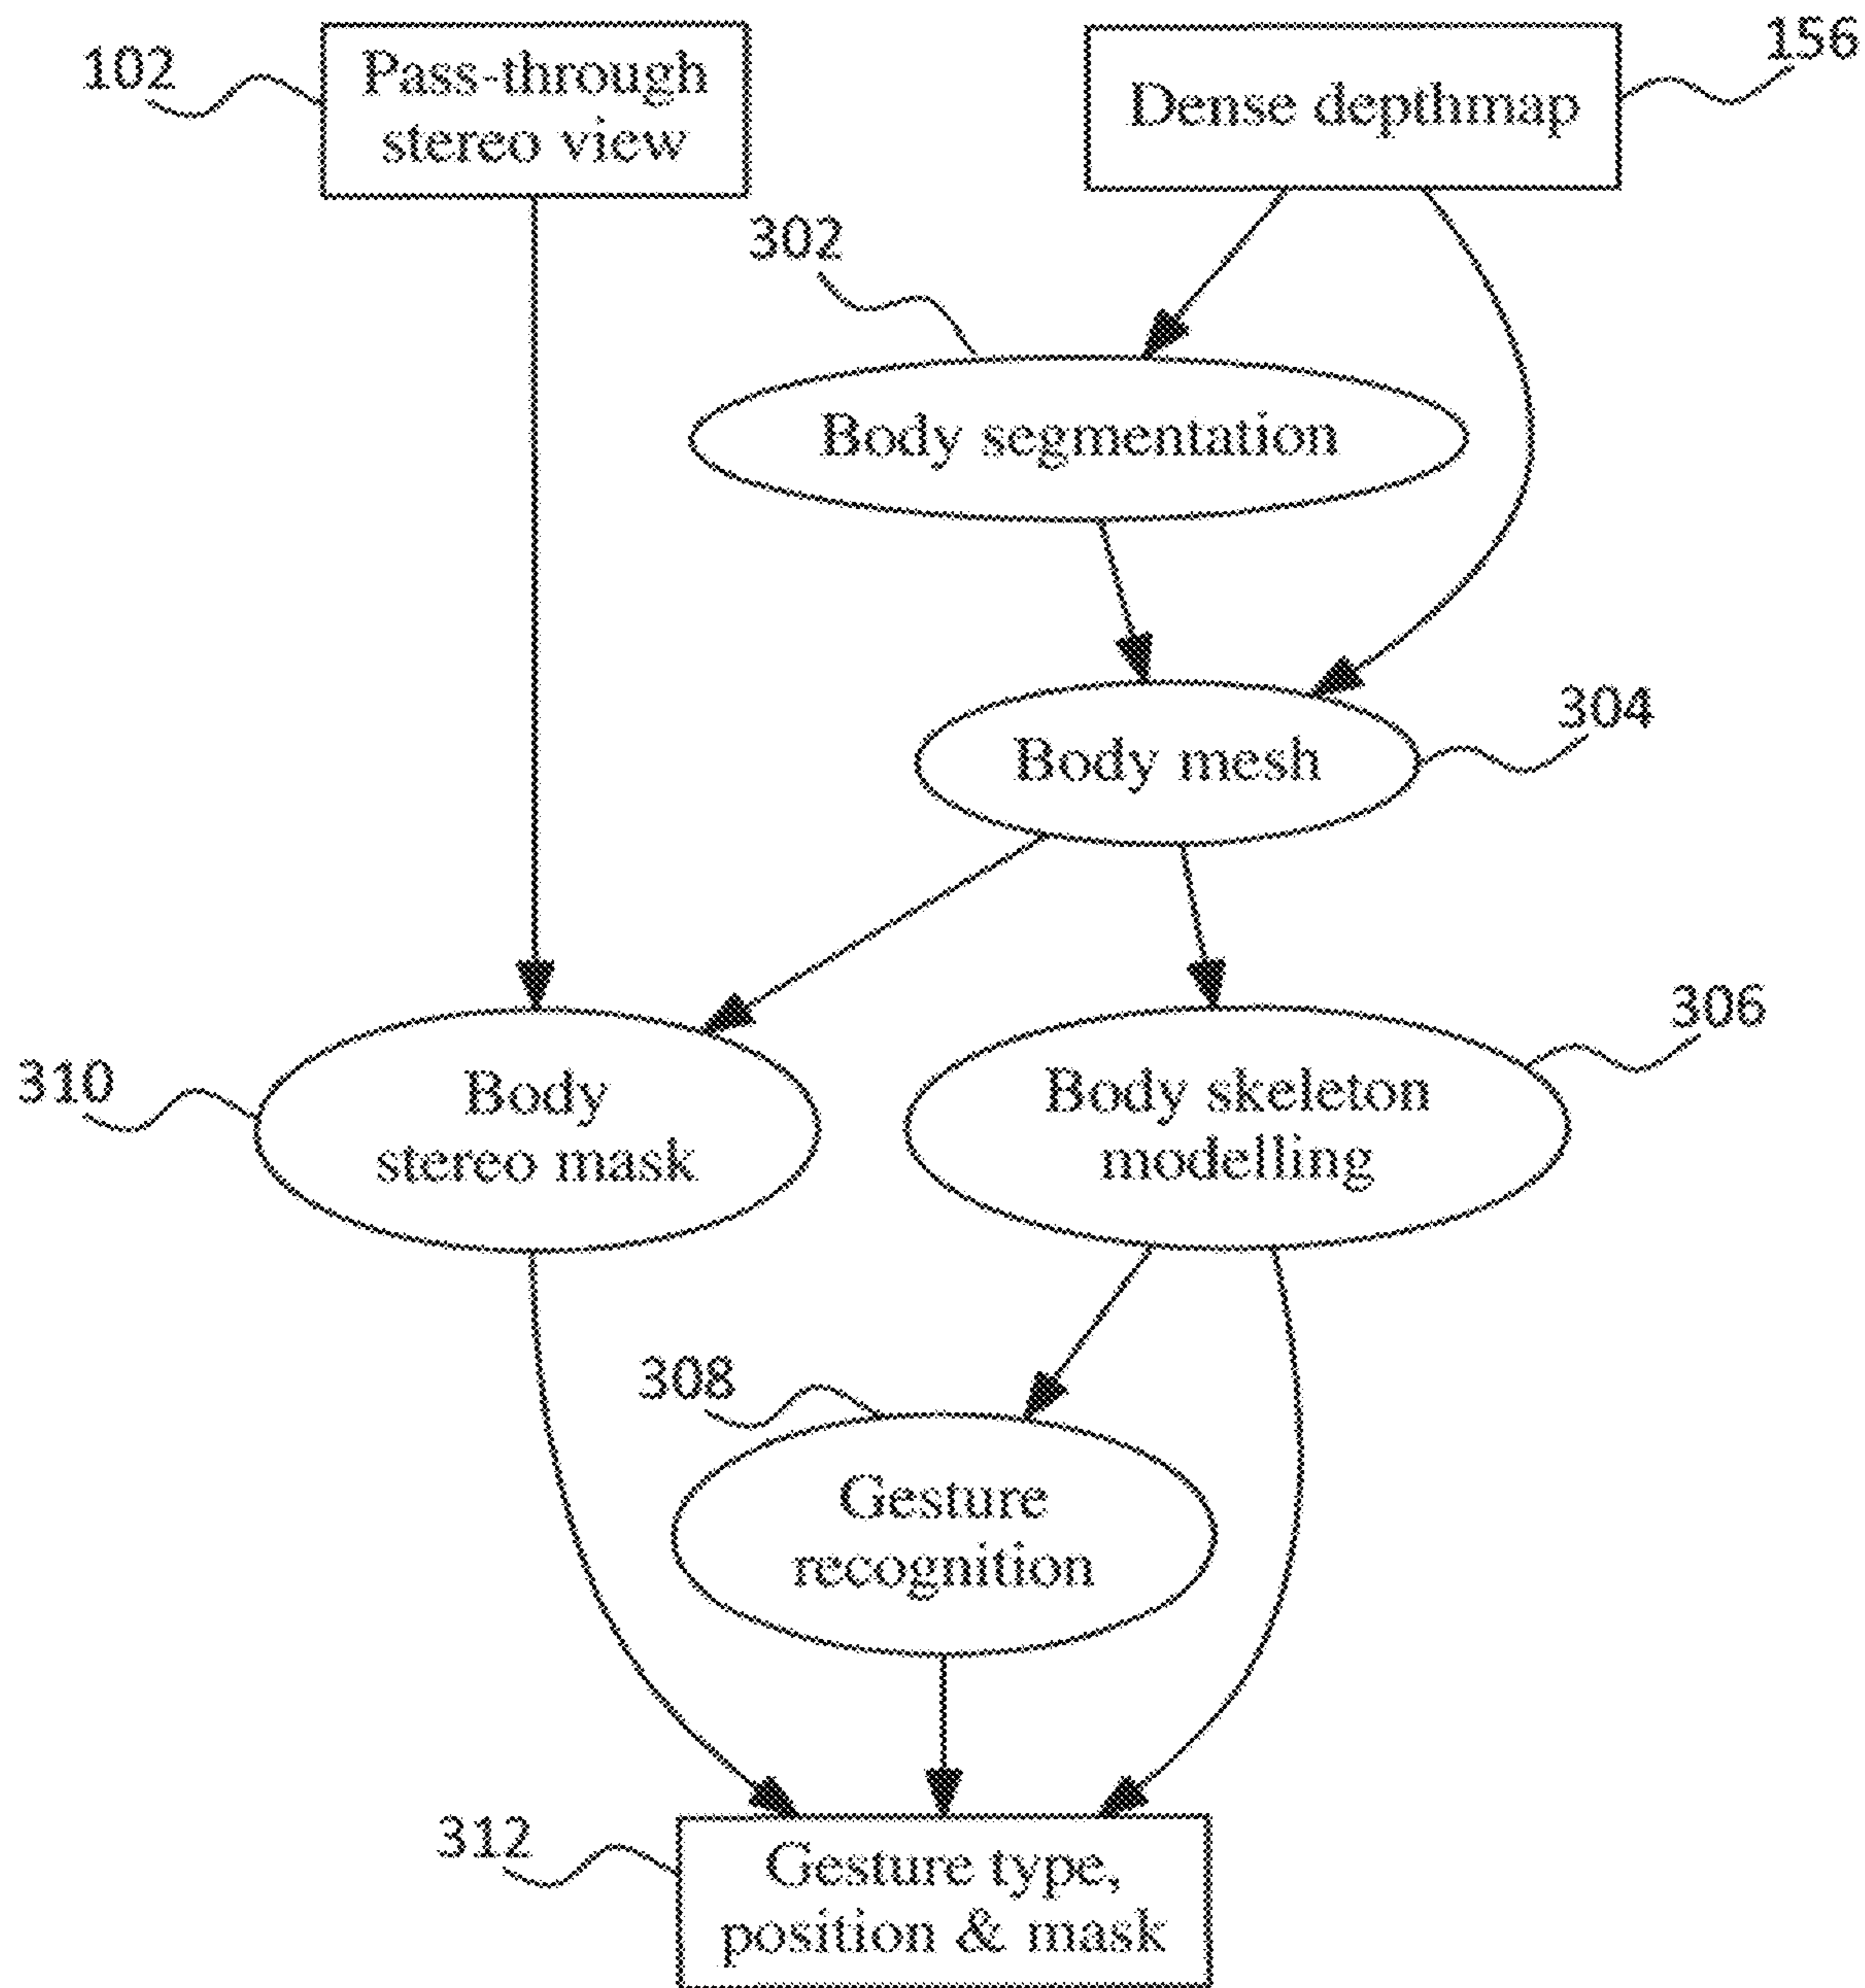 102
Pass-through
stereo view
Dense depthmap
156
302
Body segmentation
Body mesh
304
310
Body
stereo mask
Body skeleton
modelling
306
308
Gesture
recognition
312
Gesture type,
position & mask